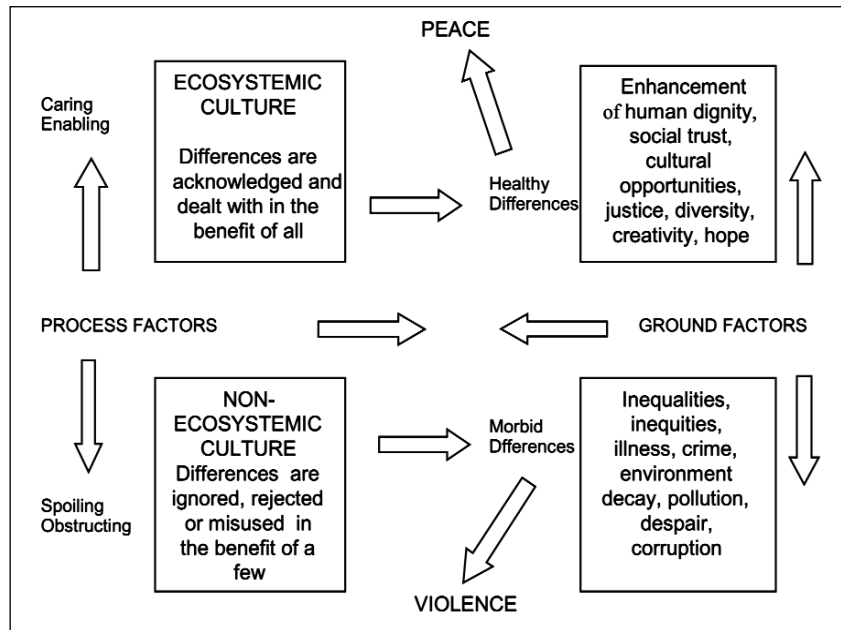 PEACE
Caring
Enabling
ECOSYSTEMIC
CULTURE
Differences are
acknowledged and
dealt with in the
benefit of all
Healthy
Differences
Enhancement
of human dignity,
social trust,
cultural
opportunities,
justice, diversity,
creativity, hope
PROCESS FACTORS
GROUND FACTORS
Spoiling
Obstructing
NON-
ECOSYSTEMIC
CULTURE
Differences are
ignored, rejected
or misused in
the benefit of a
few
Morbid
Dfferences
Inequalities,
inequities,
illness, crime,
environment
decay, pollution,
despair,
corruption
VIOLENCE